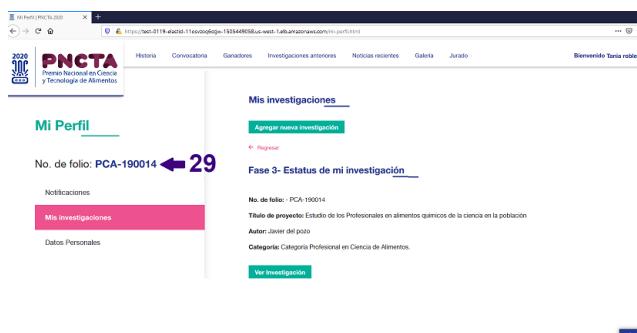 Mi Perfil | PNCTA 2020
https://test-0119-elastid-11ocvzoq6cgw-1505449058.us-west-1.elb.amazonaws.com/mi-perfil.html
2020
PNCTA
Premio Nacional en Ciencia
y Tecnología de Alimentos
Historia Convocatoria Ganadores Investigaciones anteriores Noticias recientes Galería Jurado
Bienvenido Tania roble
Mi Perfil
No. de folio: PCA-190014 29
Notificaciones
Mis investigaciones
Datos Personales
Mis investigaciones
Agregar nueva investigación
Regresar
Fase 3- Estatus de mi investigación
No. de folio: - PCA-190014
Título de proyecto: Estudio de los Profesionales en alimentos químicos de la ciencia en la población
Autor: Javier del pozo
Categoría: Categoría Profesional en Ciencia de Alimentos.
Ver Investigación